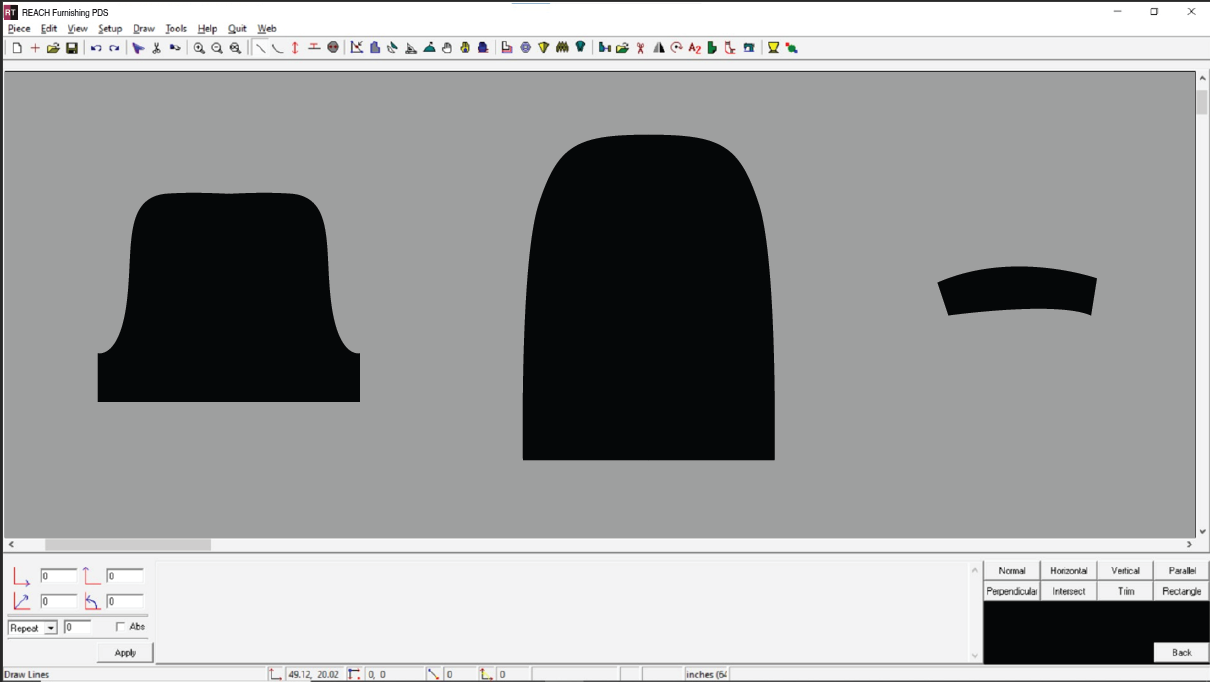 RT REACH Furnishing PDS
Piece Edit View Setup Draw Tools Help Quit Web
A2
0 0
Normal Horizontal Vertical Parallel
0 0
Perpendicular Intersect Trim Rectangle
Repeat 0 Abs
Apply
Back
Draw Lines 49.12, 20.02 0, 0 0 0 inches (64